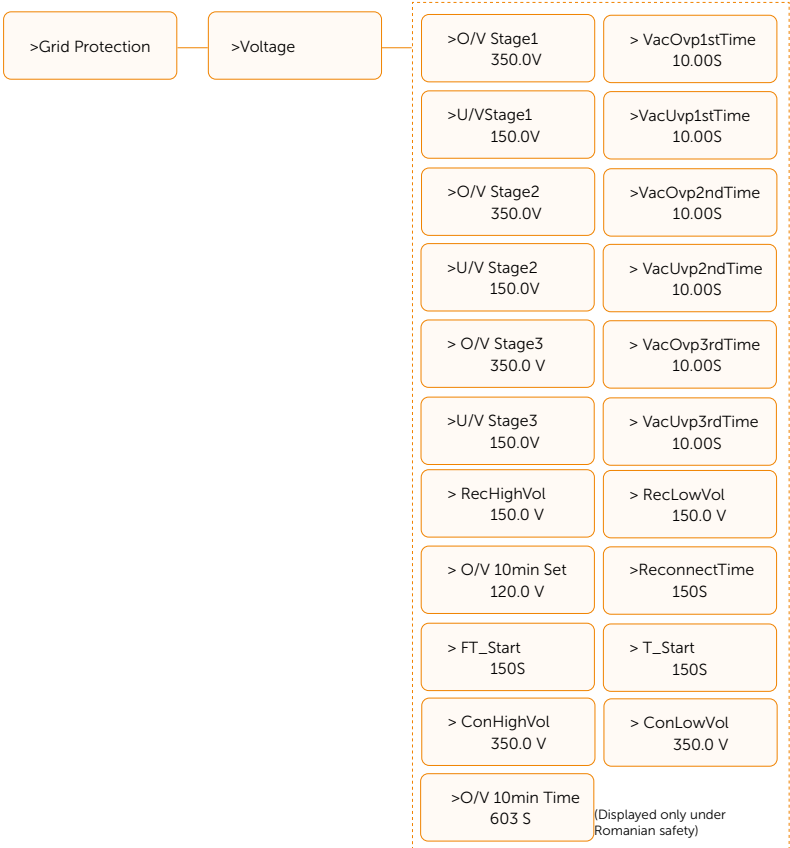 >Grid Protection
>Voltage
>O/V Stage1
350.0V
> VacOvp1stTime
10.00S
>U/VStage1
150.0V
>VacUvp1stTime
10.00S
>O/V Stage2
350.0V
>VacOvp2ndTime
10.00S
>U/V Stage2
150.0V
> VacUvp2ndTime
10.00S
> O/V Stage3
350.0 V
> VacOvp3rdTime
10.00S
>U/V Stage3
150.0V
> VacUvp3rdTime
10.00S
> RecHighVol
150.0 V
> RecLowVol
150.0 V
> O/V 10min Set
120.0 V
>ReconnectTime
150S
> FT_Start
150S
> T_Start
150S
> ConHighVol
350.0 V
> ConLowVol
350.0 V
>O/V 10min Time
603 S
(Displayed only under
Romanian safety)